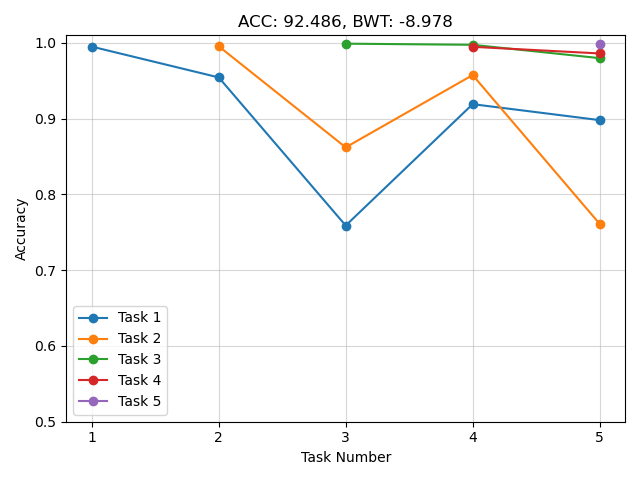 ACC: 92.486, BWT: -8.978
1.0
0.9
0.8
0.7
0.6
0.5
Accuracy
Task 1
Task 2
Task 3
Task 4
Task 5
1 2 3 4 5
Task Number